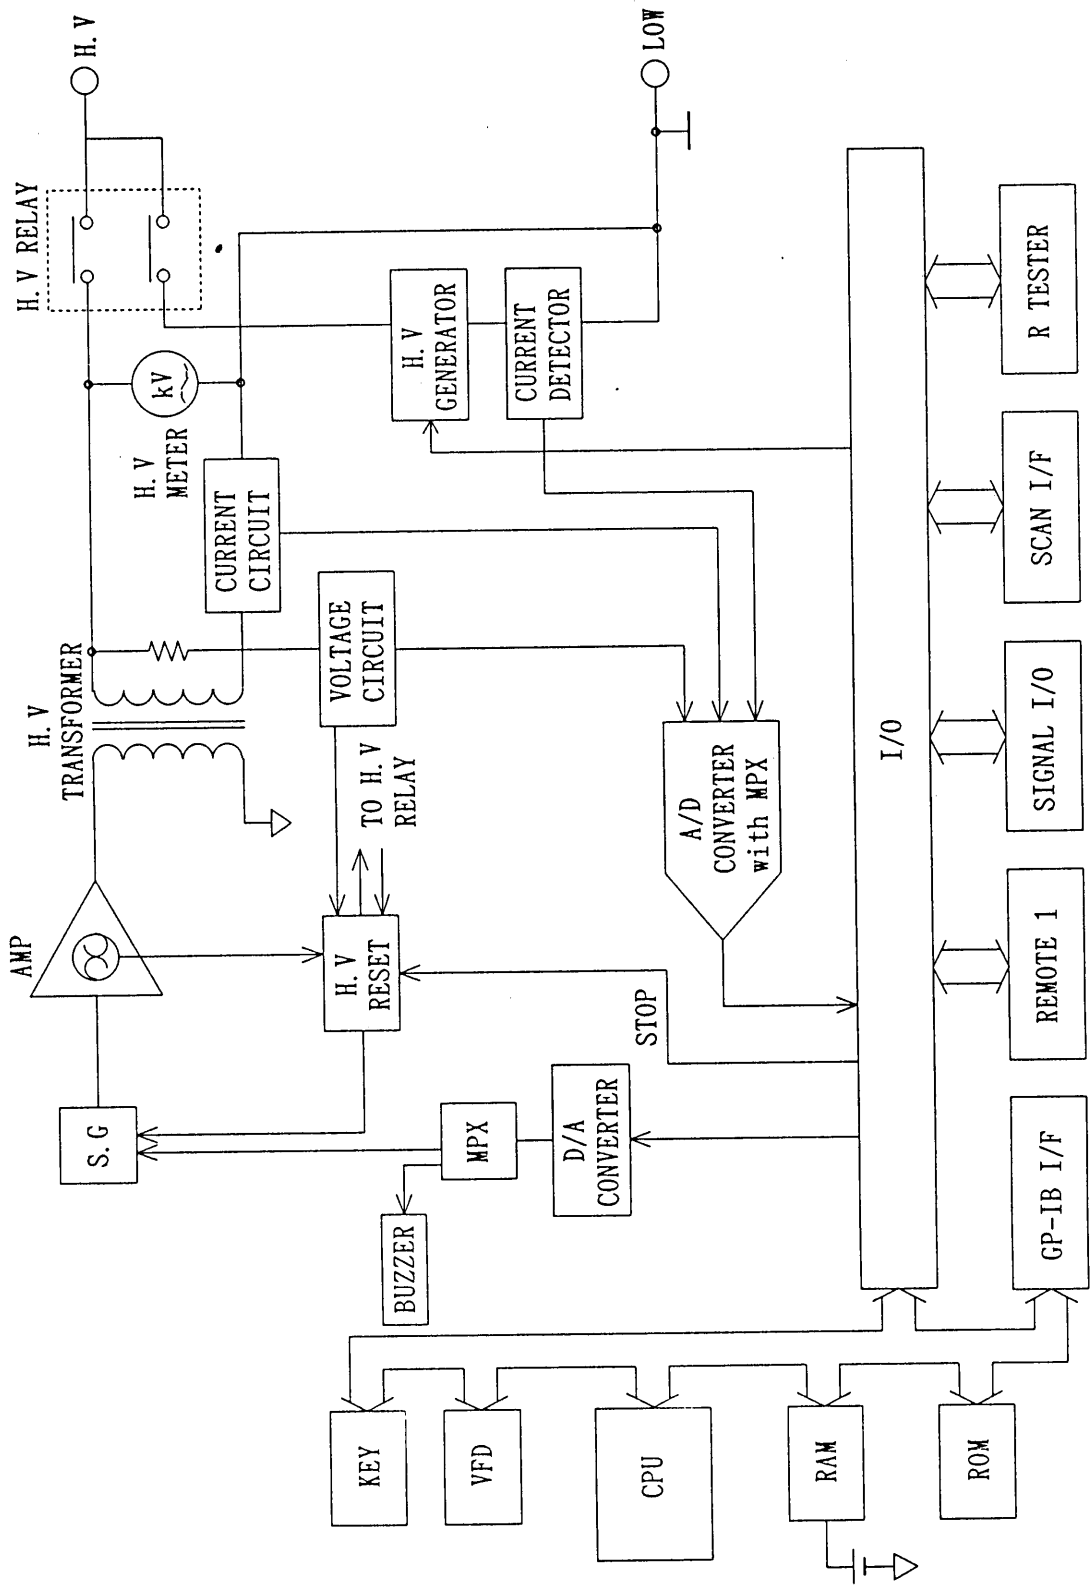 H.V RELAY
H.V
H.V
TRANSFORMER
AMP
S.G
kV
H.V
METER
CURRENT
CIRCUIT
LOW
VOLTAGE
CIRCUIT
TO H.V
RELAY
H.V
RESET
H.V
GENERATOR
CURRENT
DETECTOR
BUZZER
MPX
D/A
CONVERTER
STOP
A/D
CONVERTER
with MPX
KEY
VFD
CPU
RAM
ROM
I/O
GP-IB I/F
REMOTE 1
SIGNAL I/O
SCAN I/F
R TESTER